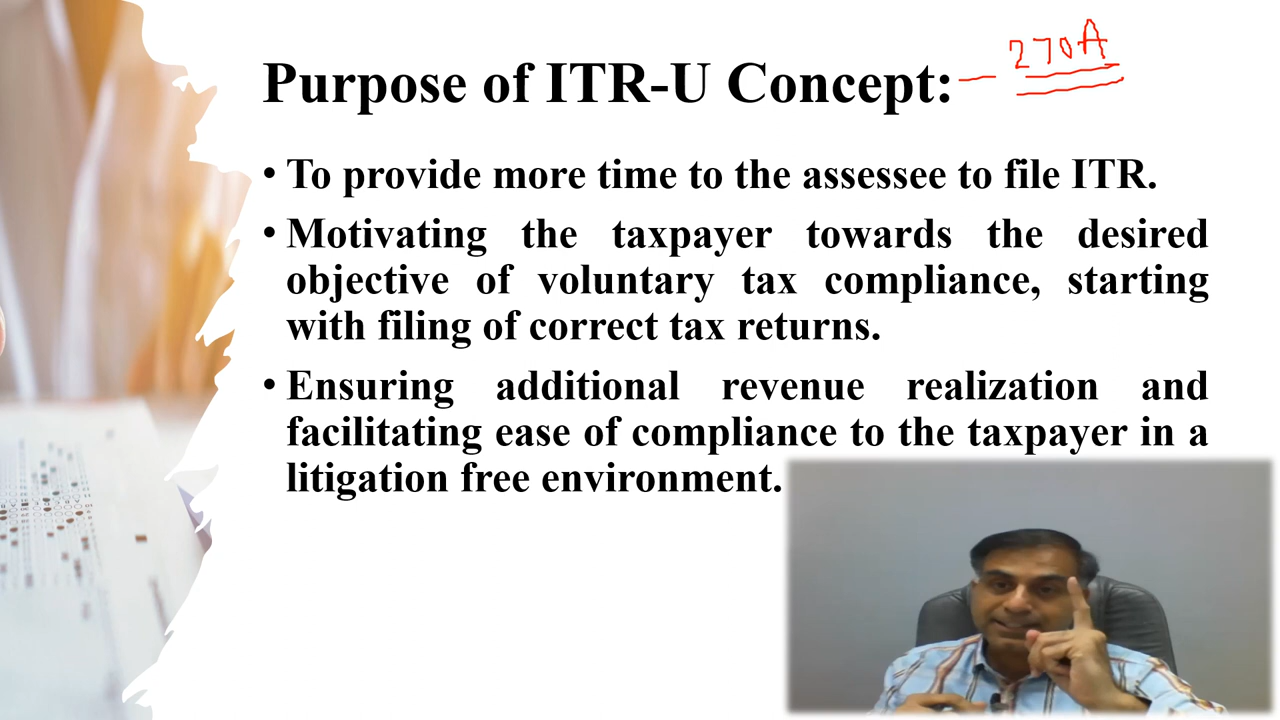 Purpose of ITR-U Concept: - 270A
• To provide more time to the assessee to file ITR.
• Motivating the taxpayer towards the desired
objective of voluntary tax compliance, starting
with filing of correct tax returns.
• Ensuring additional revenue realization and
facilitating ease of compliance to the taxpayer in a
litigation free environment.